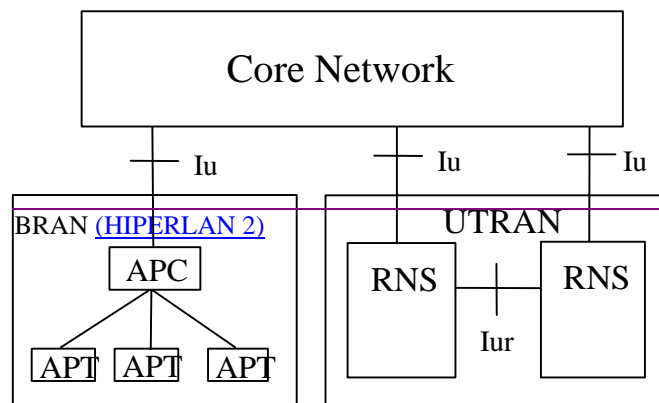 Core Network
Iu
Iu
Iu
BRAN (HIPERLAN 2)
UTRAN
APC
RNS
RNS
Iur
APT
APT
APT